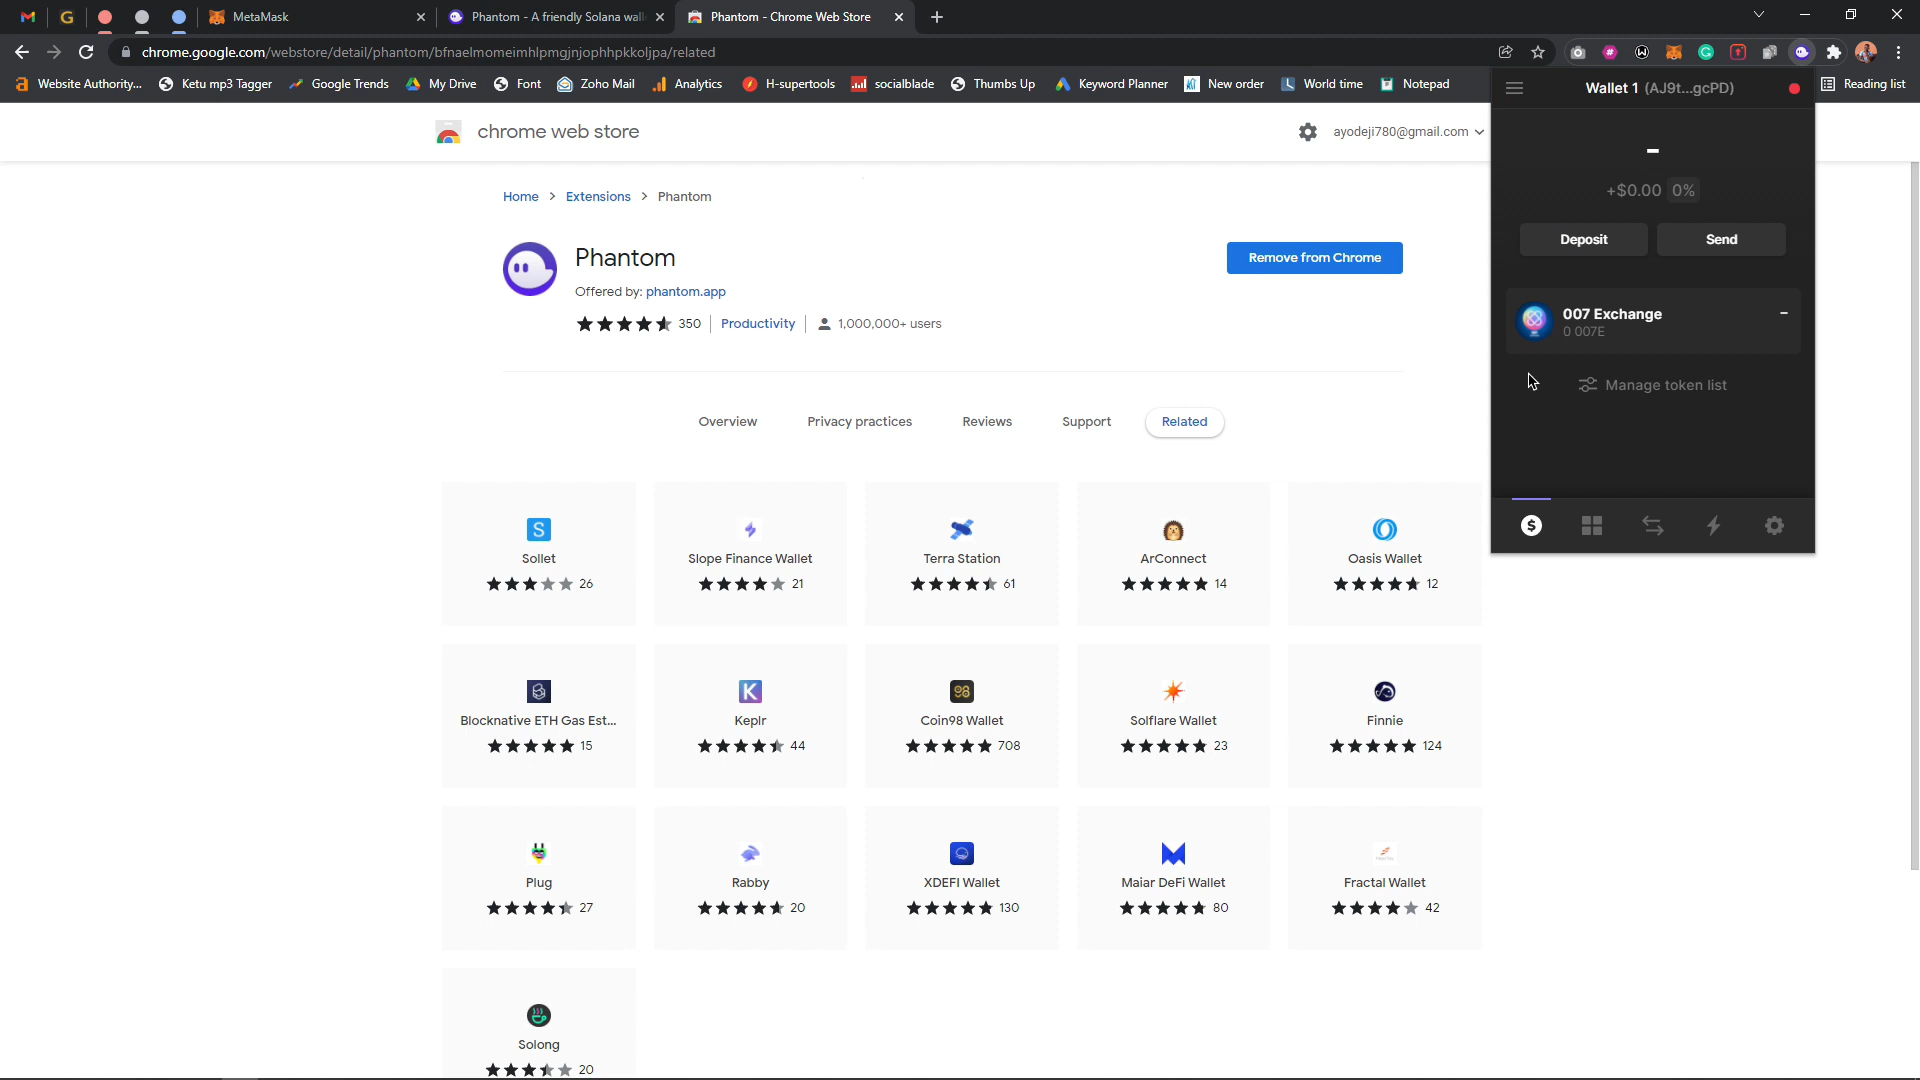 MetaMask
Phantom - A friendly Solana wall
Phantom - Chrome Web Store
chrome.google.com/webstore/detail/phantom/bfnaelmomeimhlpmgjnjophhpkkoljpa/related
Website Authority...
Ketu mp3 Tagger
Google Trends
My Drive
Font
Zoho Mail
Analytics
H-supertools
socialblade
Thumbs Up
Keyword Planner
New order
World time
Notepad
Reading list
Wallet 1 (AJ9t...gcPD)
chrome web store
ayodeji780@gmail.com
-
+$0.00 0%
Deposit
Send
Home > Extensions > Phantom
Phantom
Remove from Chrome
Offered by: phantom.app
350
Productivity
1,000,000+ users
007 Exchange
-
0 007E
Manage token list
Overview
Privacy practices
Reviews
Support
Related
Sollet
Slope Finance Wallet
Terra Station
ArConnect
Oasis Wallet
26
21
61
14
12
Blocknative ETH Gas Est...
Keplr
Coin98 Wallet
Solflare Wallet
Finnie
15
44
708
23
124
Plug
Rabby
XDEFI Wallet
Maiar DeFi Wallet
Fractal Wallet
27
20
130
80
42
Solong
20